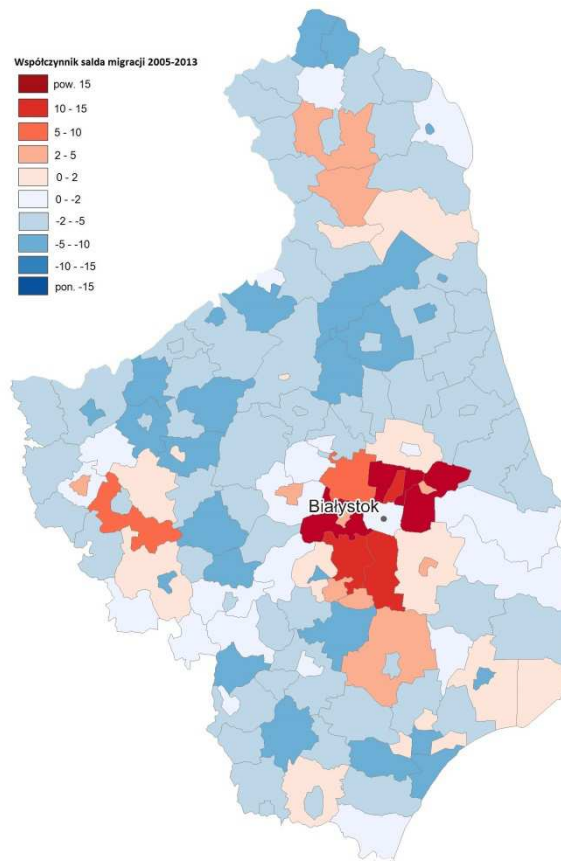 Współczynnik salda migracji 2005-2013
pow. 15
10 - 15
5 - 10
2 - 5
0 - 2
0 - -2
-2 - -5
-5 - -10
-10 - -15
pon. -15
Białystok